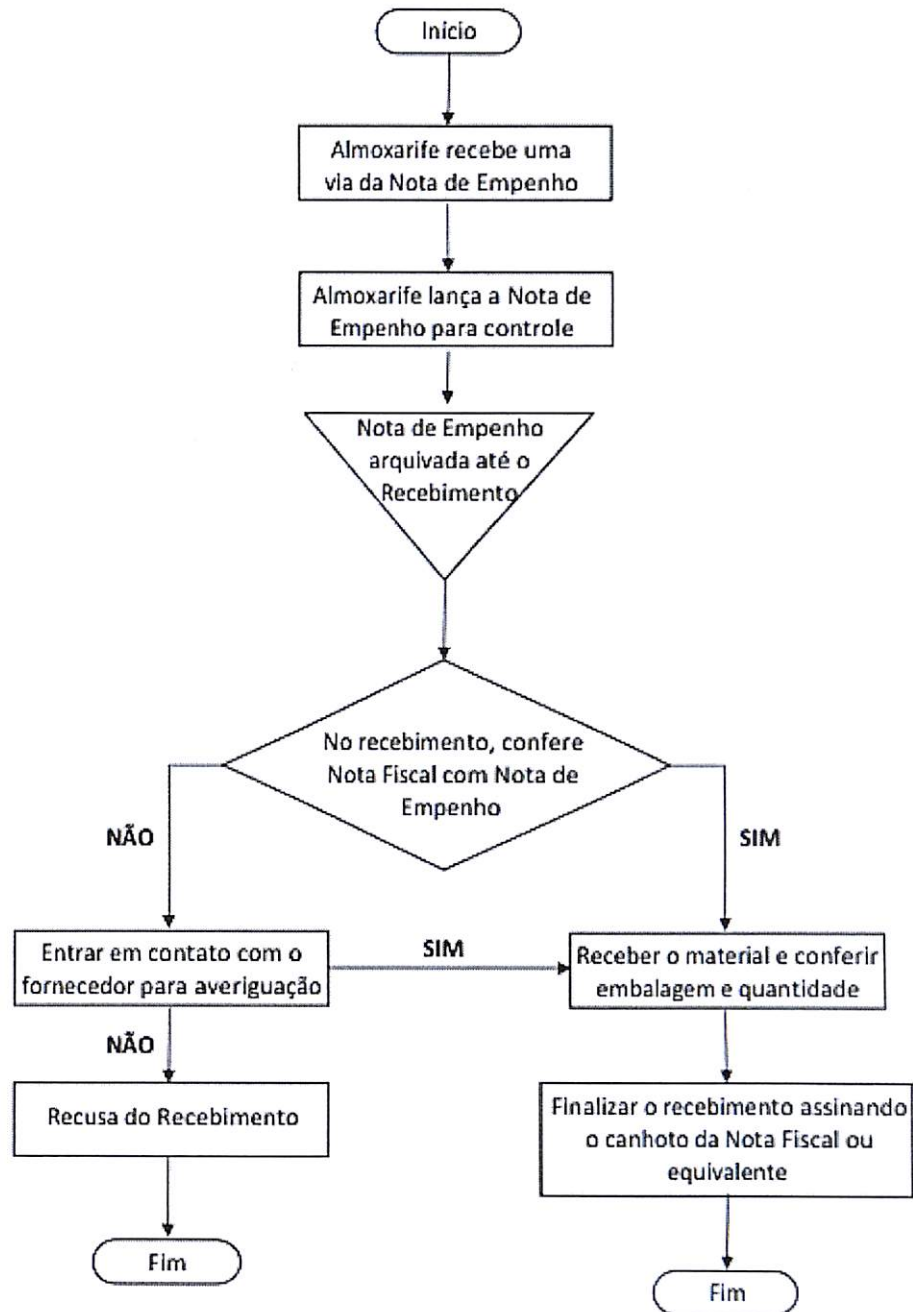 Início
Almoxarife recebe uma
via da Nota de Empenho
Almoxarife lança a Nota de
Empenho para controle
Nota de Empenho
arquivada até o
Recebimento
No recebimento, confere
Nota Fiscal com Nota de
Empenho
NÃO
SIM
Entrar em contato com o
fornecedor para averiguação
SIM
Receber o material e conferir
embalagem e quantidade
NÃO
Recusa do Recebimento
Finalizar o recebimento assinando
o canhoto da Nota Fiscal ou
equivalente
Fim
Fim